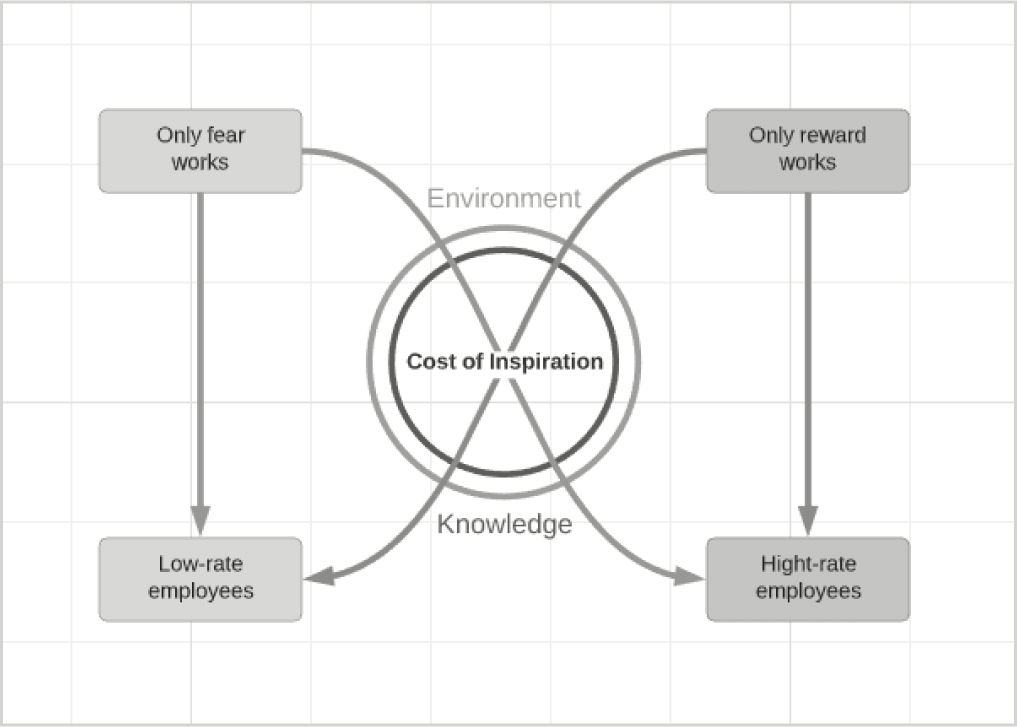 Only fear
works
Only reward
works
Environment
Cost of Inspiration
Knowledge
Low-rate
employees
Hight-rate
employees